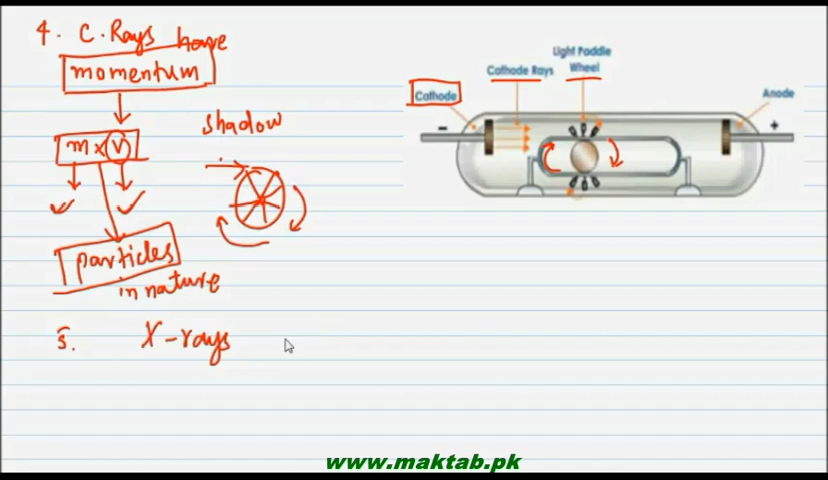 4. C. Rays have
momentum
m × v
Shadow
particles
in nature
5. X-rays
Light Paddle
Wheel
Cathode Rays
Cathode
Anode
-
+
www.maktab.pk